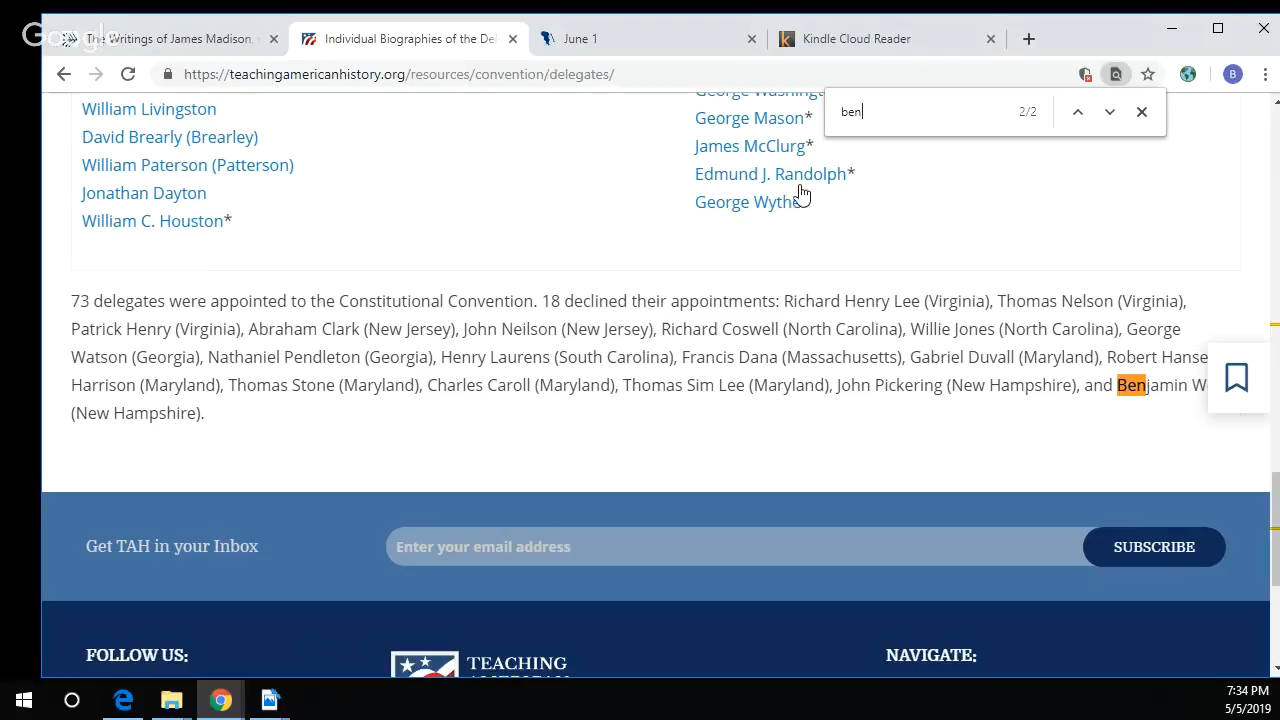 Google
The Writings of James Madison,
Individual Biographies of the De
June 1
Kindle Cloud Reader
B
https://teachingamericanhistory.org/resources/convention/delegates/
ben
2/2
William Livingston
David Brearly (Brearley)
William Paterson (Patterson)
Jonathan Dayton
William C. Houston*
George
George Mason*
James McClurg*
Edmund J. Randolph*
George Wythe
73 delegates were appointed to the Constitutional Convention. 18 declined their appointments: Richard Henry Lee (Virginia), Thomas Nelson (Virginia),
Patrick Henry (Virginia), Abraham Clark (New Jersey), John Neilson (New Jersey), Richard Coswell (North Carolina), Willie Jones (North Carolina), George
Watson (Georgia), Nathaniel Pendleton (Georgia), Henry Laurens (South Carolina), Francis Dana (Massachusetts), Gabriel Duvall (Maryland), Robert Hanse
Harrison (Maryland), Thomas Stone (Maryland), Charles Caroll (Maryland), Thomas Sim Lee (Maryland), John Pickering (New Hampshire), and Benjamin W
(New Hampshire).
Get TAH in your Inbox
Enter your email address
SUBSCRIBE
FOLLOW US:
TEACHING
NAVIGATE:
7:34 PM
5/5/2019